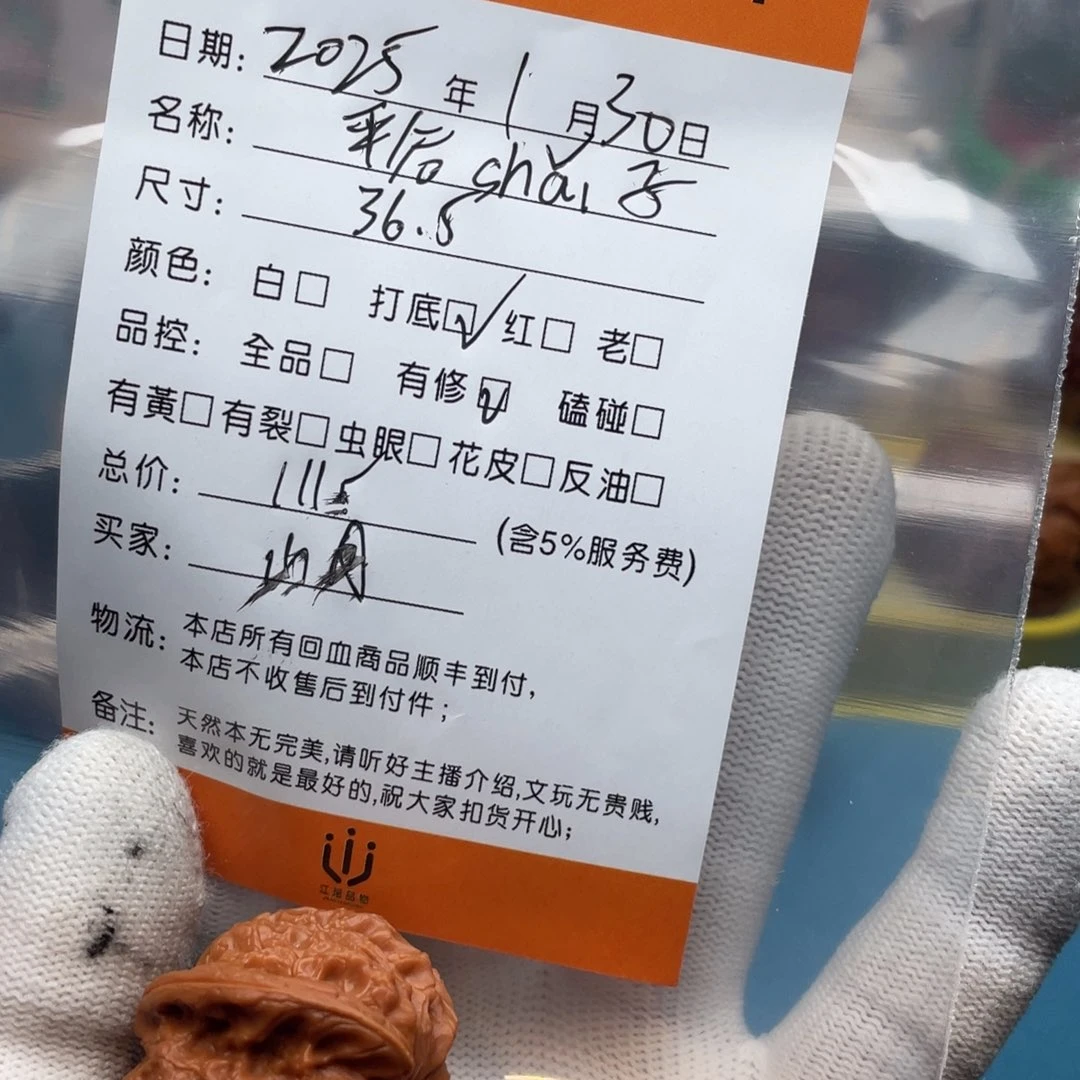 日期: 2025 年 1 月 30 日
名称: chǎi 子
尺寸: 36.5
颜色: 白□ 打底☑ 红□ 老□
品控: 全品□ 有修☑ 磕碰□
有黃□有裂□虫眼□花皮□反油□
总价: 111 (含5%服务费)
买家:
物流: 本店所有回血商品顺丰到付,
本店不收售后到付件;
备注: 天然本无完美,请听好主播介绍,文玩无贵贱,
喜欢的就是最好的,祝大家扣货开心;